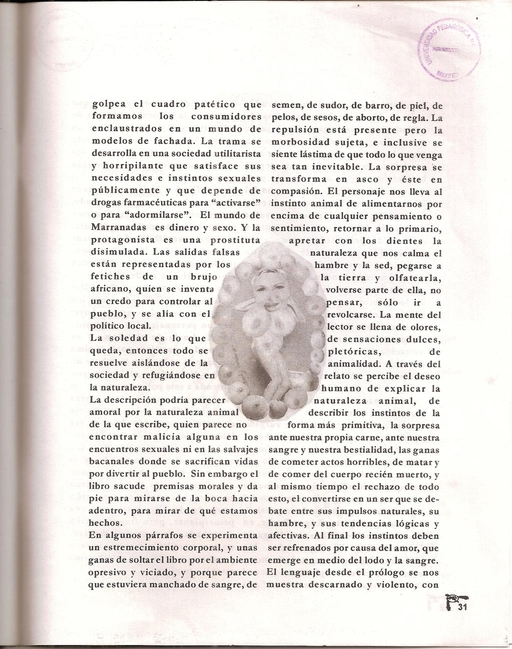 golpea el cuadro patético que
formamos los consumidores
enclaustrados en un mundo de
modelos de fachada. La trama se
desarrolla en una sociedad utilitarista
y horripilante que satisface sus
necesidades e instintos sexuales
públicamente y que depende de
drogas farmacéuticas para “activarse”
o para “adormilarse”. El mundo de
Marranadas es dinero y sexo. Y la
protagonista es una prostituta
disimulada. Las salidas falsas
están representadas por los
fetiches de un brujo
africano, quien se inventa
un credo para controlar al
pueblo, y se alía con el
político local.
La soledad es lo que
queda, entonces todo se
resuelve aislándose de la
sociedad y refugiándose en
la naturaleza.
La descripción podría parecer
amoral por la naturaleza animal
de la que escribe, quien parece no
encontrar malicia alguna en los
encuentros sexuales ni en las salvajes
bacanales donde se sacrifican vidas
por divertir al pueblo. Sin embargo el
libro sacude premisas morales y da
pie para mirarse de la boca hacia
adentro, para mirar de qué estamos
hechos.
En algunos párrafos se experimenta
un estremecimiento corporal, y unas
ganas de soltar el libro por el ambiente
opresivo y viciado, y porque parece
que estuviera manchado de sangre, de
semen, de sudor, de barro, de piel, de
pelos, de sesos, de aborto, de regla. La
repulsión está presente pero la
morbosidad sujeta, e inclusive se
siente lástima de que todo lo que venga
sea tan inevitable. La sorpresa se
transforma en asco y éste en
compasión. El personaje nos lleva al
instinto animal de alimentarnos por
encima de cualquier pensamiento o
sentimiento, retornar a lo primario,
apretar con los dientes la
naturaleza que nos calma el
hambre y la sed, pegarse a
la tierra y olfatearla,
volverse parte de ella, no
pensar, sólo ir a
revolcarse. La mente del
lector se llena de olores,
de sensaciones dulces,
pletóricas, de
animalidad. A través del
relato se percibe el deseo
humano de explicar la
naturaleza animal, de
describir los instintos de la
forma más primitiva, la sorpresa
ante nuestra propia carne, ante nuestra
sangre y nuestra bestialidad, las ganas
de cometer actos horribles, de matar y
de comer del cuerpo recién muerto, y
al mismo tiempo el rechazo de todo
esto, el convertirse en un ser que se de-
bate entre sus impulsos naturales, su
hambre, y sus tendencias lógicas y
afectivas. Al final los instintos deben
ser refrenados por causa del amor, que
emerge en medio del lodo y la sangre.
El lenguaje desde el prólogo se nos
muestra descarnado y violento, con
31